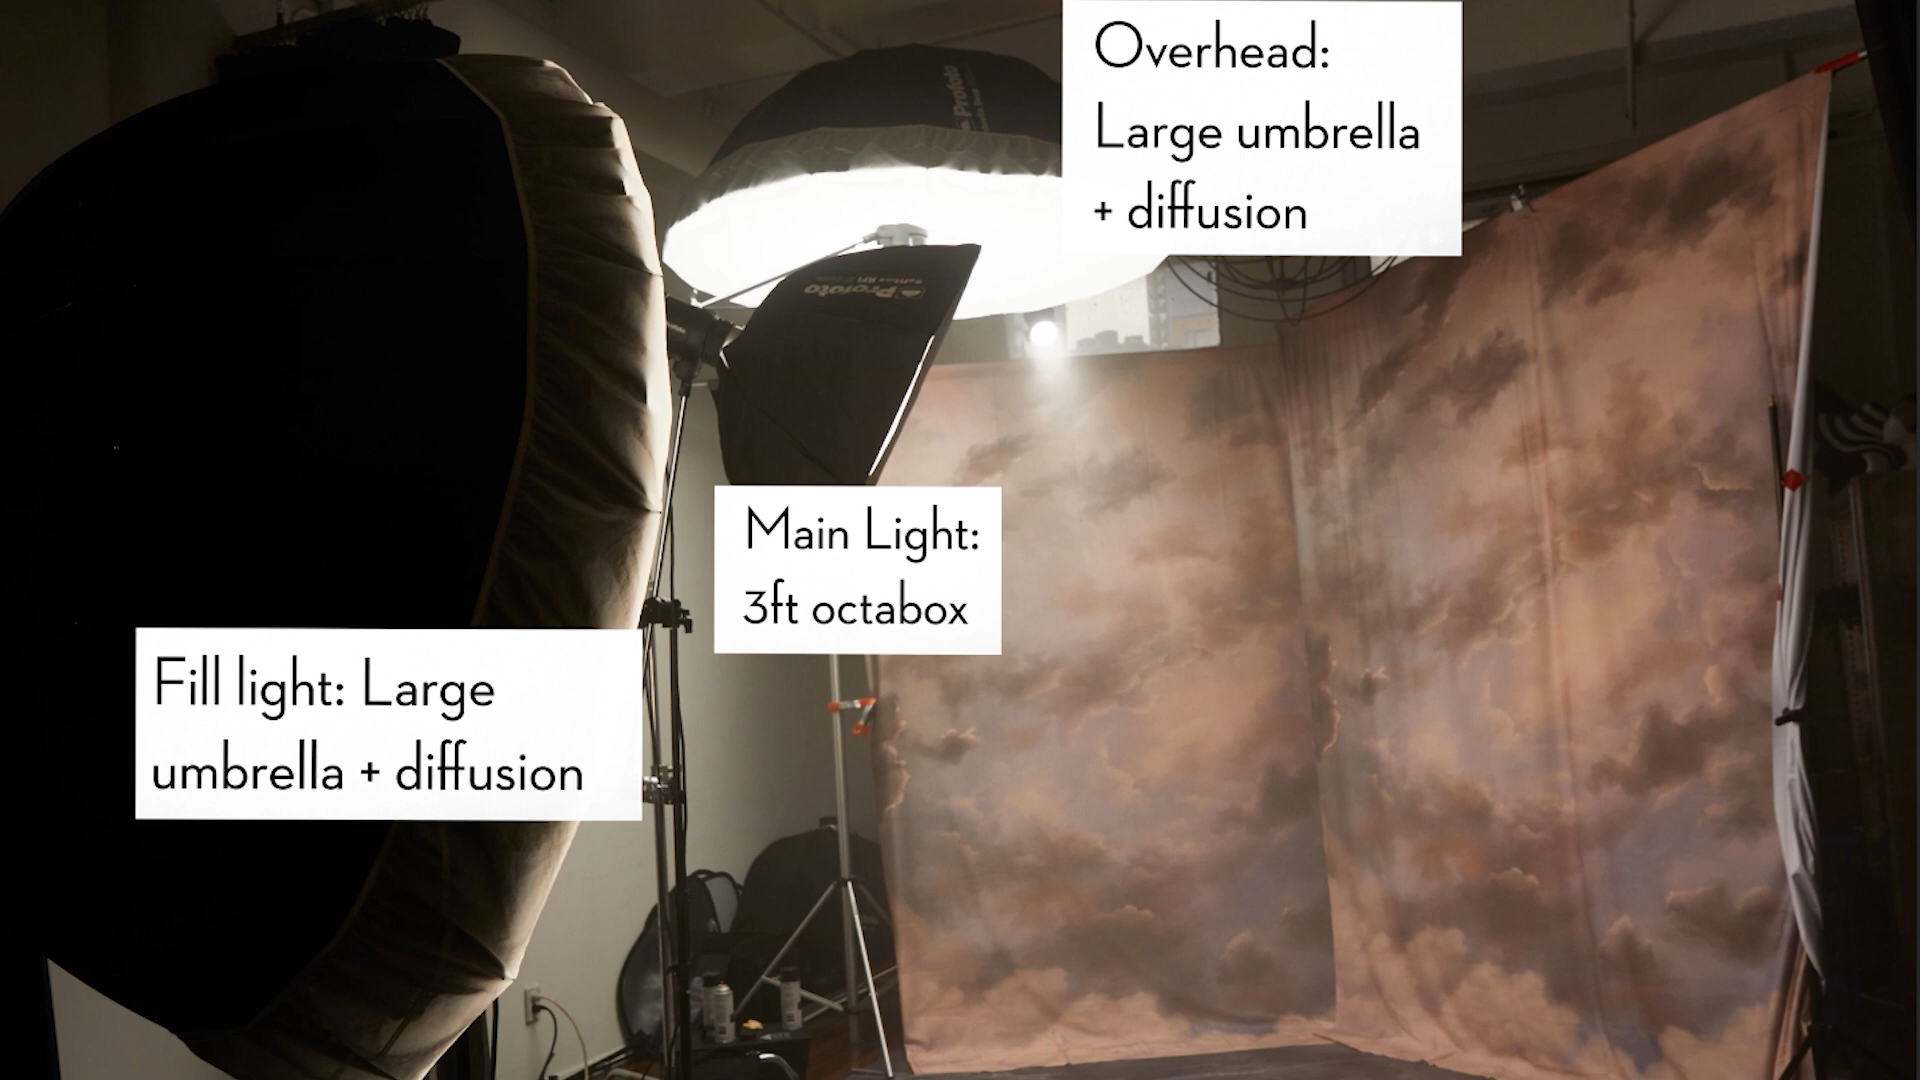 Overhead:
Large umbrella
+ diffusion
Profoto
Profoto
Main Light:
3ft octabox
Fill light: Large
umbrella + diffusion